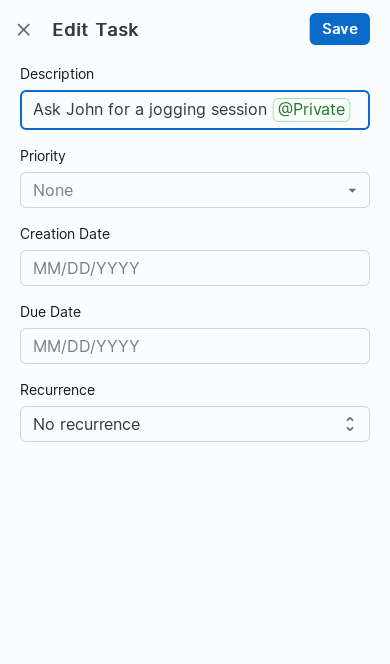 Edit Task
Save
Description
Ask John for a jogging session @Private
Priority
None
Creation Date
MM/DD/YYYY
Due Date
MM/DD/YYYY
Recurrence
No recurrence